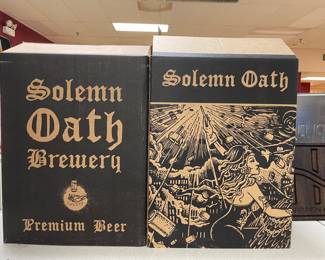 Solemn
Oath
Brewery
Premium Beer
Solemn Oath